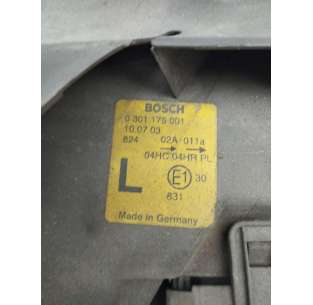 BOSCH
0 301 175 001
10.07.03
824 02A/011a
04HC/04HR PL
L E1 30
831
Made in Germany